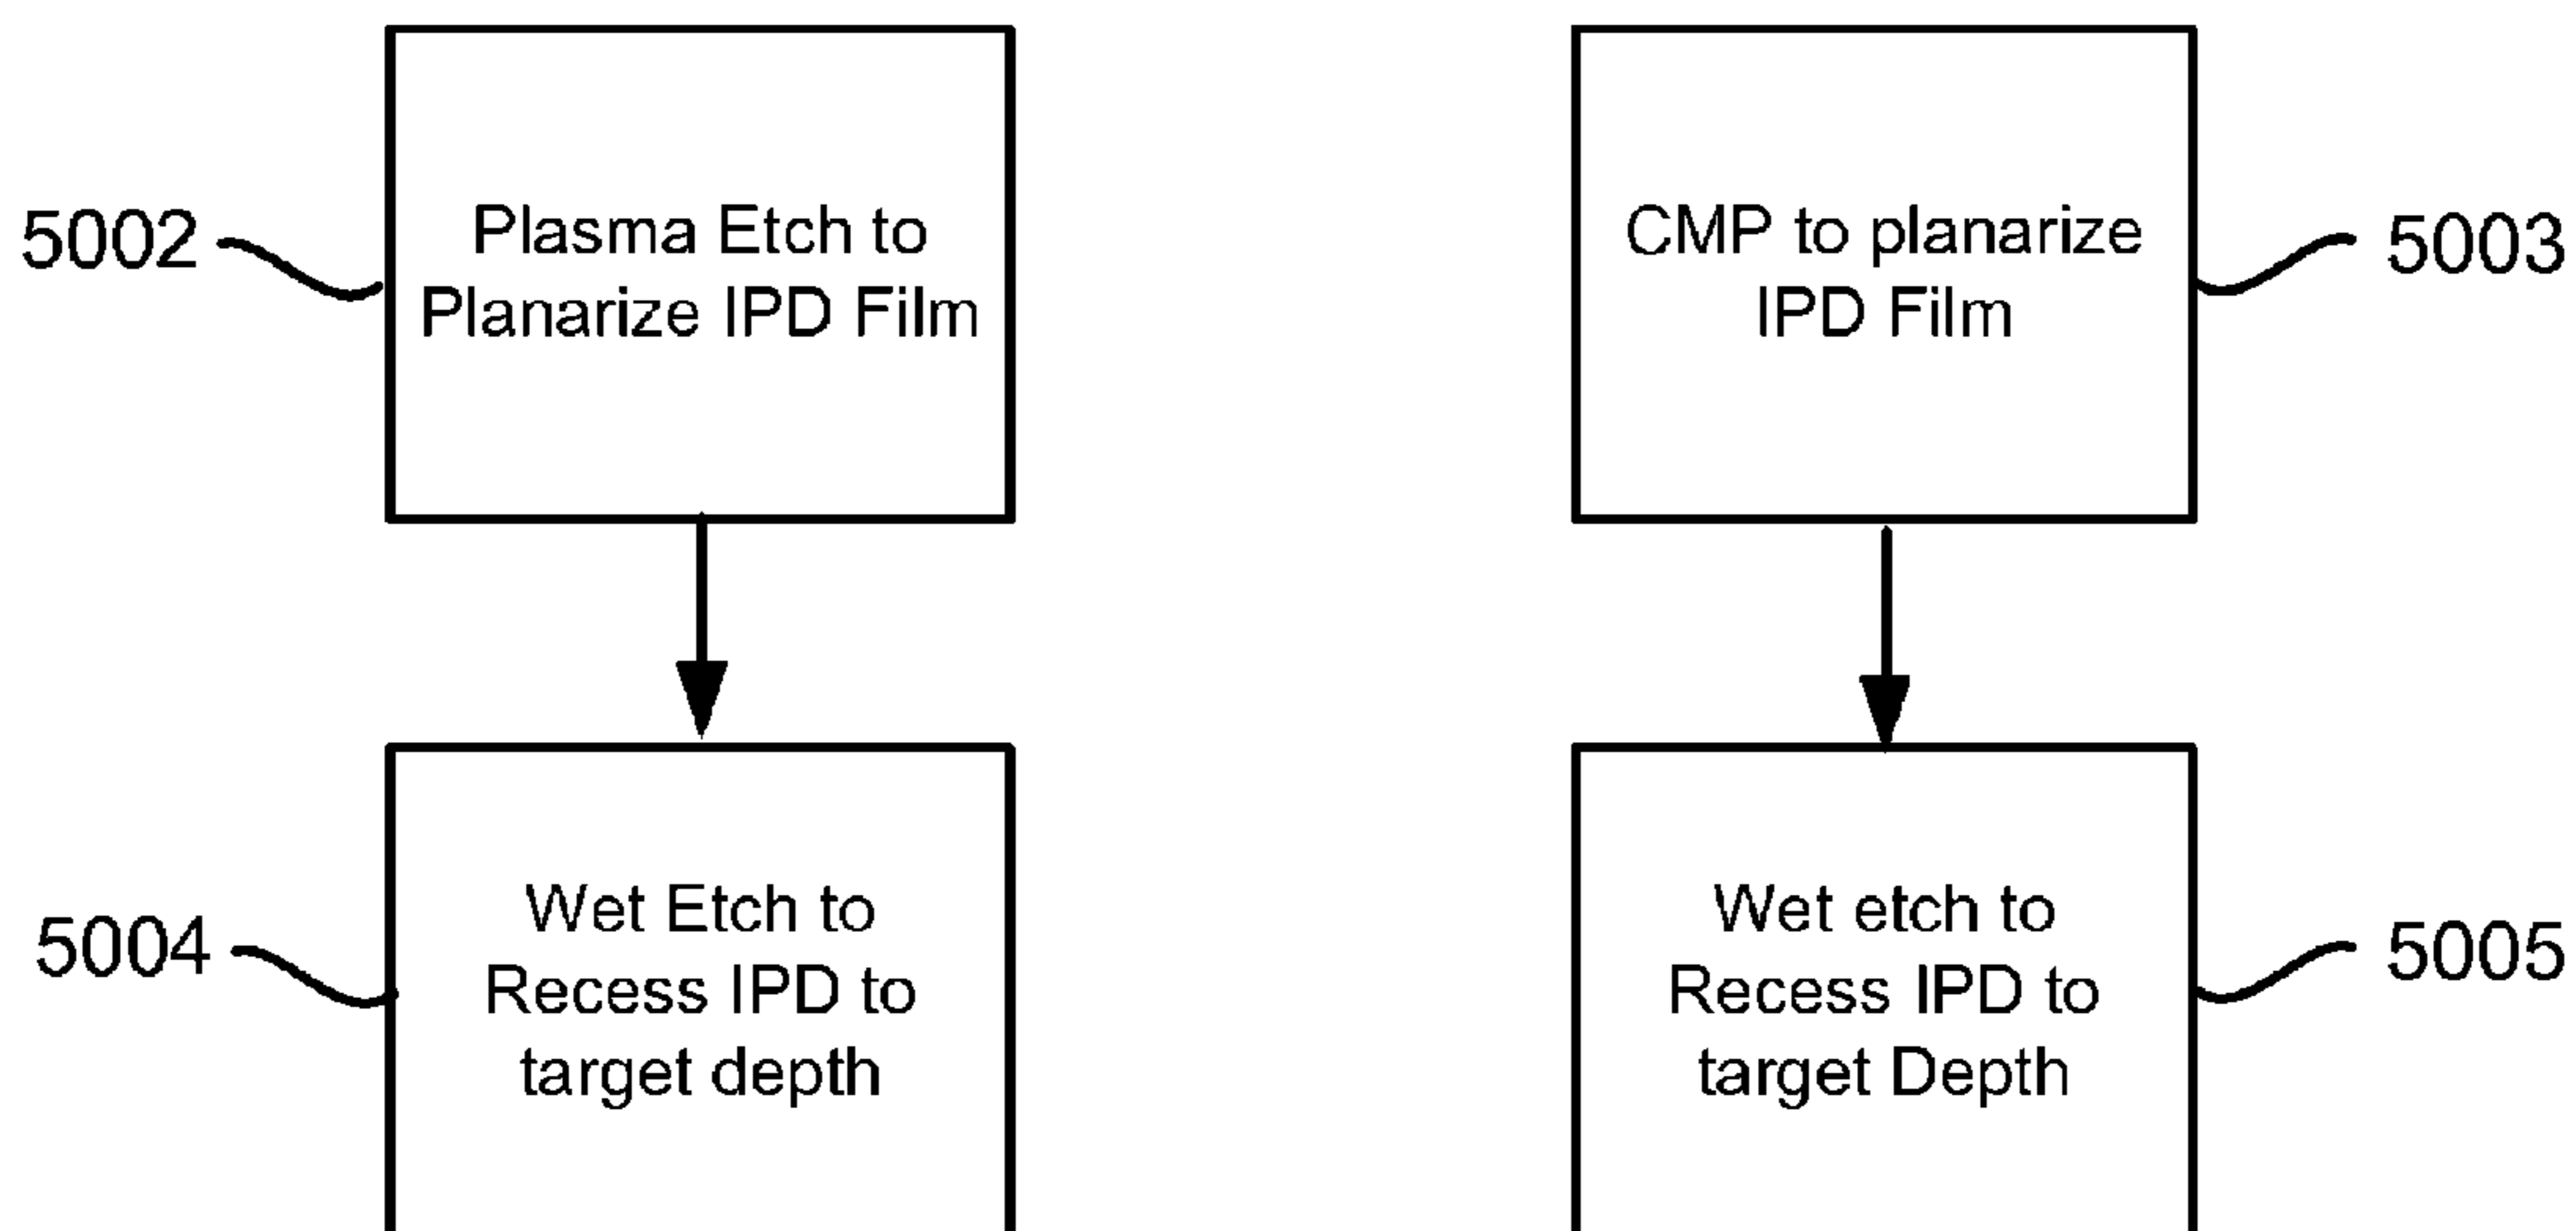 5002
Plasma Etch to
Planarize IPD Film
CMP to planarize
IPD Film
5003
5004
Wet Etch to
Recess IPD to
target depth
Wet etch to
Recess IPD to
target Depth
5005